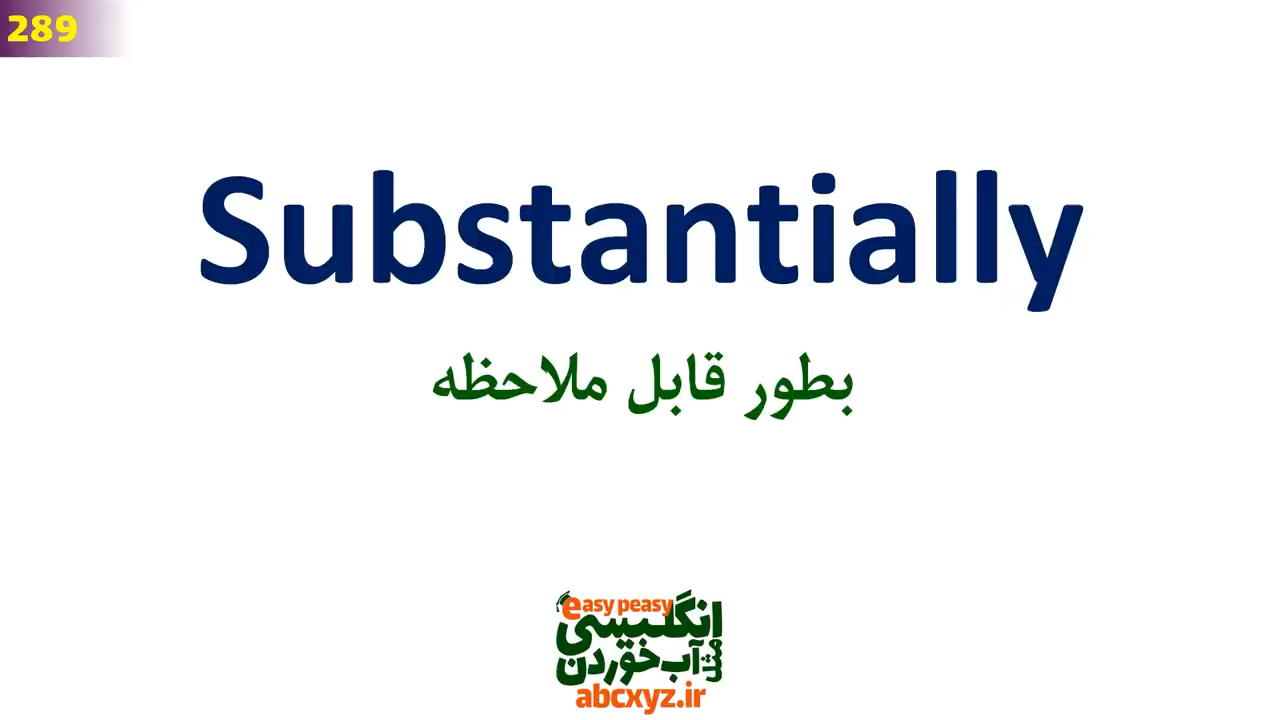 289
Substantially
بطور قابل ملاحظه
easy peasy
انگلیسی
مثل آب خوردن
abcxyz.ir